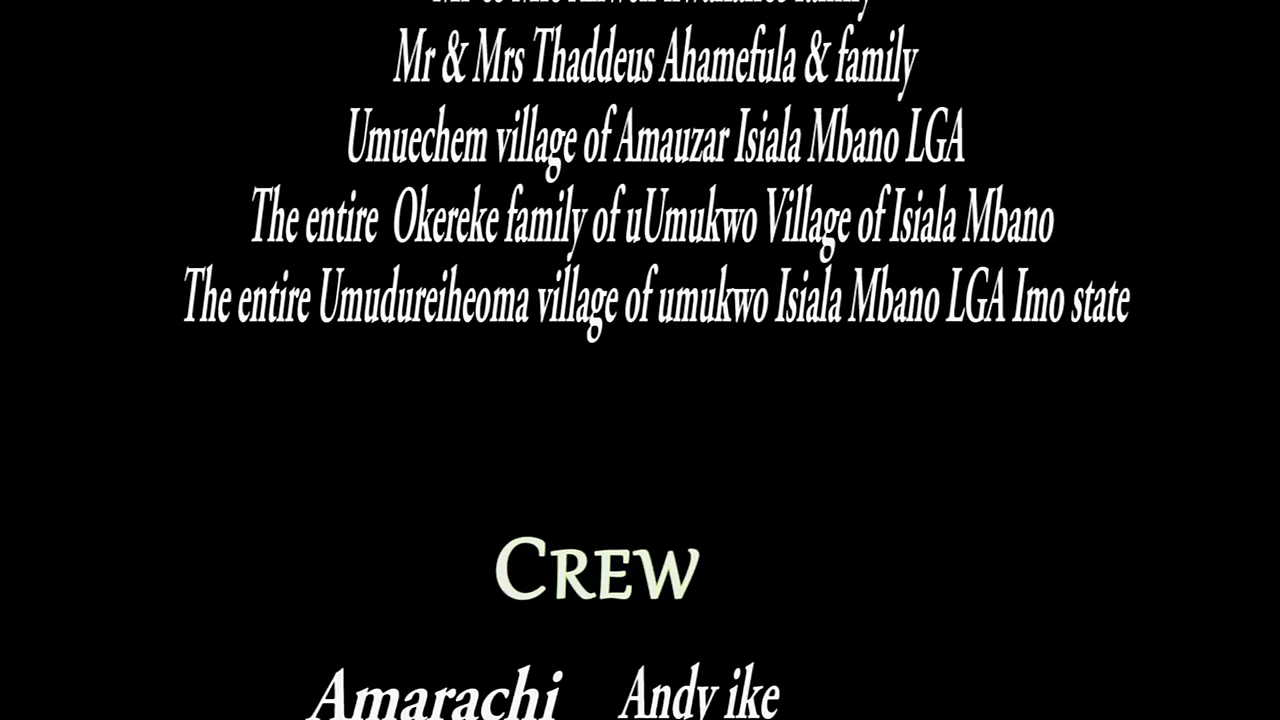 Mr & Mrs Thaddeus Ahamefula & family
Umuechem village of Amauzar Isiala Mbano LGA
The entire Okereke family of uUmukwo Village of Isiala Mbano
The entire Umudureiheoma village of umukwo Isiala Mbano LGA Imo state
CREW
Amarachi Andy ike